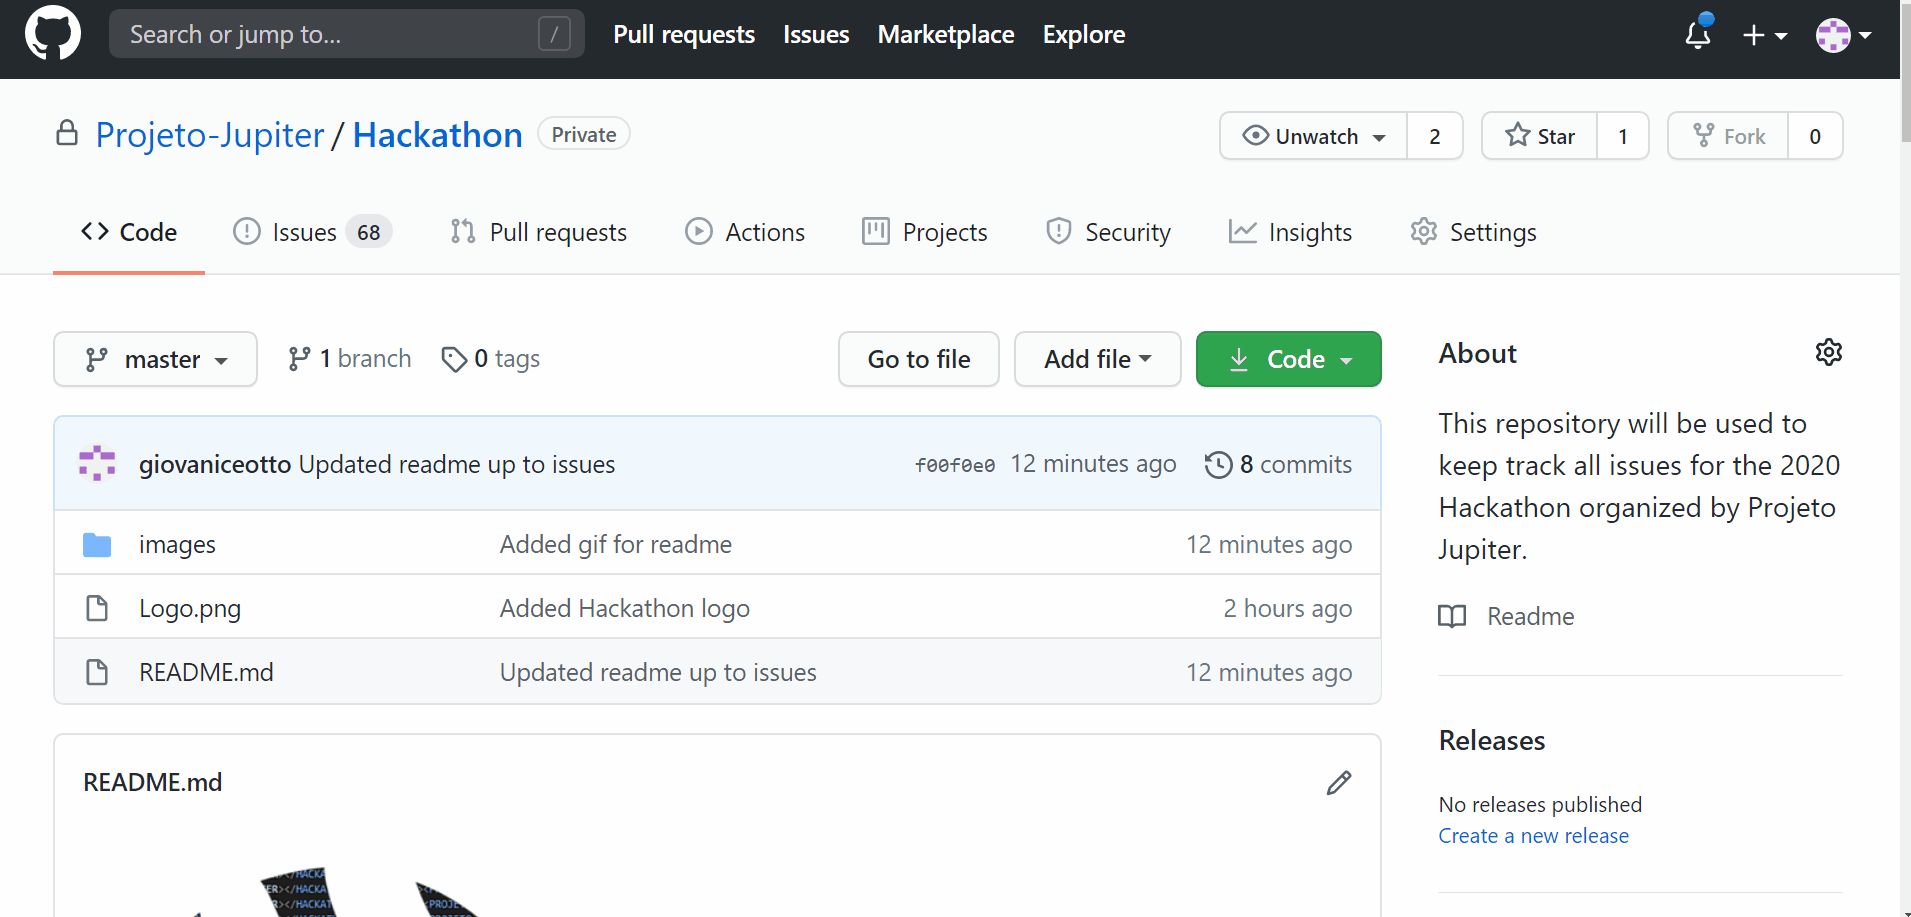 Search or jump to... /
Pull requests Issues Marketplace Explore
Projeto-Jupiter / Hackathon Private
Unwatch 2 Star 1 Fork 0
Code Issues 68 Pull requests Actions Projects Security Insights Settings
master 1 branch 0 tags Go to file Add file Code
giovaniceotto Updated readme up to issues f00f0e0 12 minutes ago 8 commits
images Added gif for readme 12 minutes ago
Logo.png Added Hackathon logo 2 hours ago
README.md Updated readme up to issues 12 minutes ago
README.md
About
This repository will be used to
keep track all issues for the 2020
Hackathon organized by Projeto
Jupiter.
Readme
Releases
No releases published
Create a new release